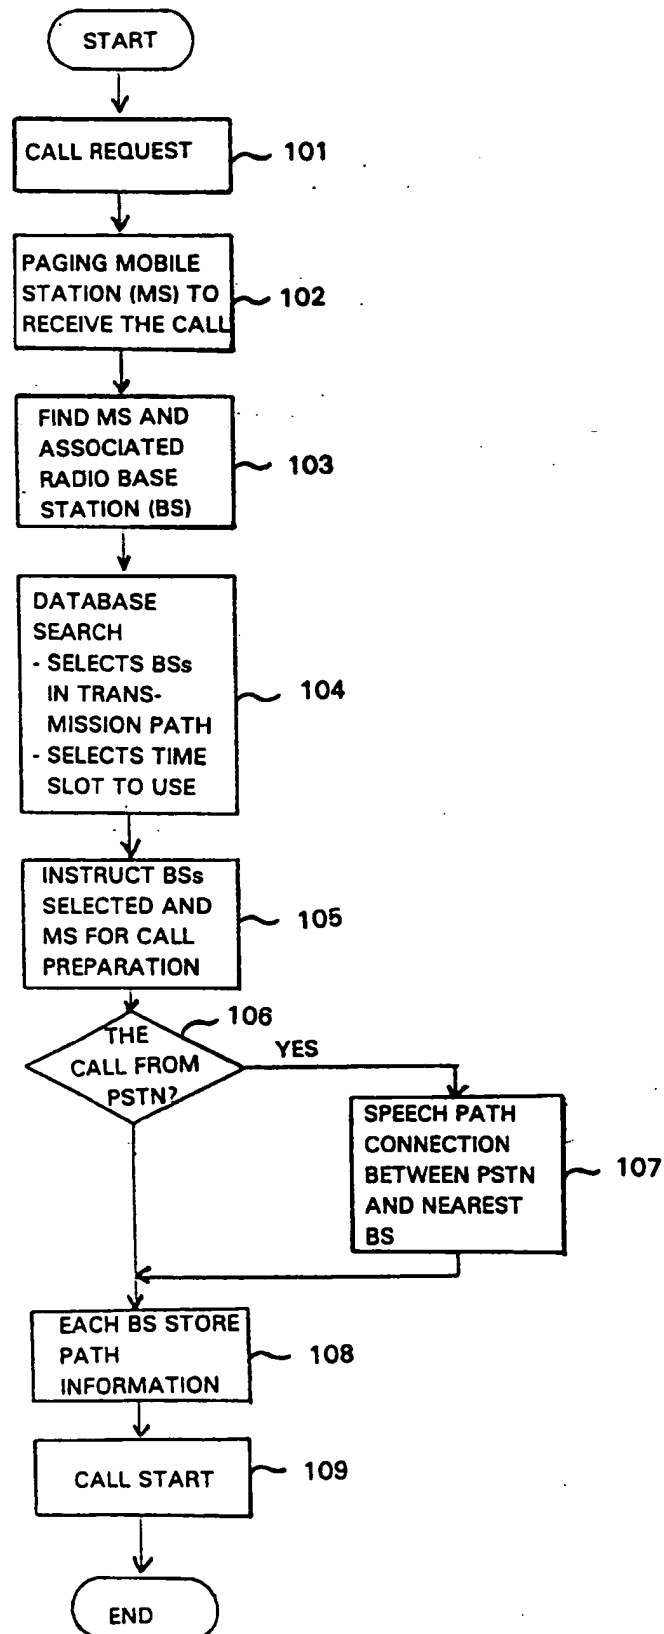 START
CALL REQUEST
101
PAGING MOBILE
STATION (MS) TO
RECEIVE THE CALL
102
FIND MS AND
ASSOCIATED
RADIO BASE
STATION (BS)
103
DATABASE
SEARCH
- SELECTS BSs
IN TRANS-
MISSION PATH
- SELECTS TIME
SLOT TO USE
104
INSTRUCT BSs
SELECTED AND
MS FOR CALL
PREPARATION
105
THE
CALL FROM
PSTN?
106
YES
SPEECH PATH
CONNECTION
BETWEEN PSTN
AND NEAREST
BS
107
EACH BS STORE
PATH
INFORMATION
108
CALL START
109
END